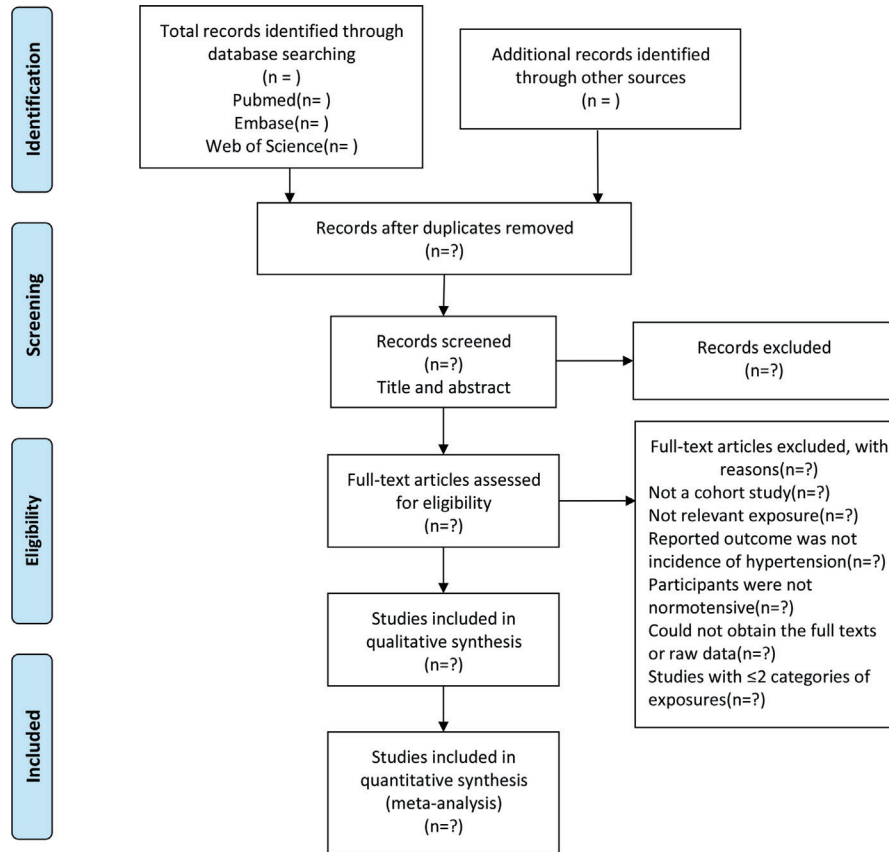 Identification
Total records identified through
database searching
(n = )
Pubmed(n= )
Embase(n= )
Web of Science(n= )
Additional records identified
through other sources
(n = )
Screening
Records after duplicates removed
(n=?)
Records screened
(n=?)
Title and abstract
Records excluded
(n=?)
Eligibility
Full-text articles assessed
for eligibility
(n=?)
Full-text articles excluded, with
reasons(n=?)
Not a cohort study(n=?)
Not relevant exposure(n=?)
Reported outcome was not
incidence of hypertension(n=?)
Participants were not
normotensive(n=?)
Could not obtain the full texts
or raw data(n=?)
Studies with ≤2 categories of
exposures(n=?)
Studies included in
qualitative synthesis
(n=?)
Included
Studies included in
quantitative synthesis
(meta-analysis)
(n=?)